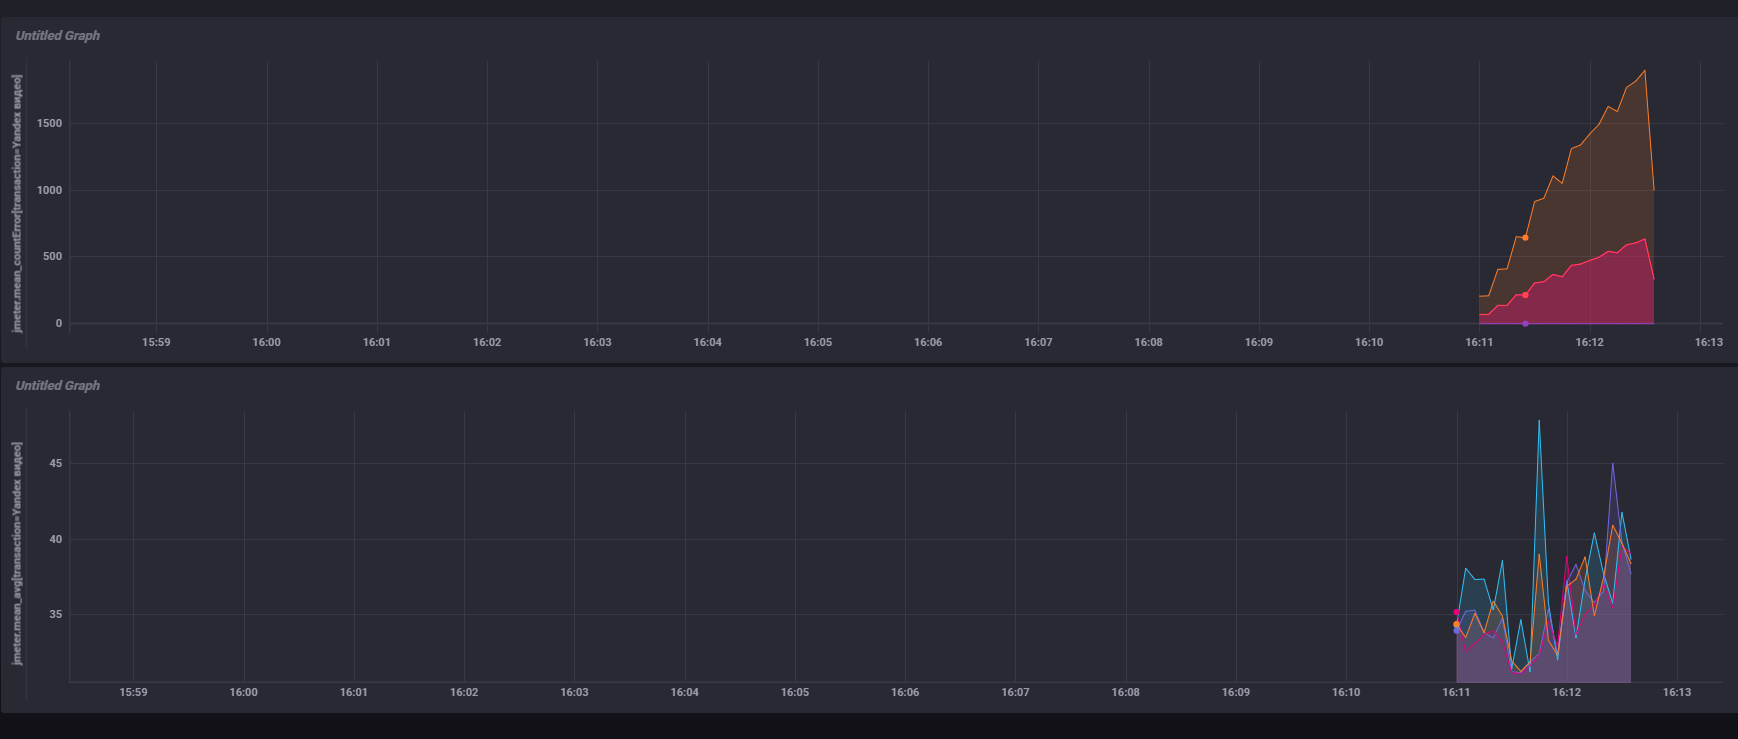 Untitled Graph
jmeter.mean_countError[transaction=Yandex видео]
1500
1000
500
0
15:59 16:00 16:01 16:02 16:03 16:04 16:05 16:06 16:07 16:08 16:09 16:10 16:11 16:12 16:13
Untitled Graph
jmeter.mean_avg[transaction=Yandex видео]
45
40
35
15:59 16:00 16:01 16:02 16:03 16:04 16:05 16:06 16:07 16:08 16:09 16:10 16:11 16:12 16:13